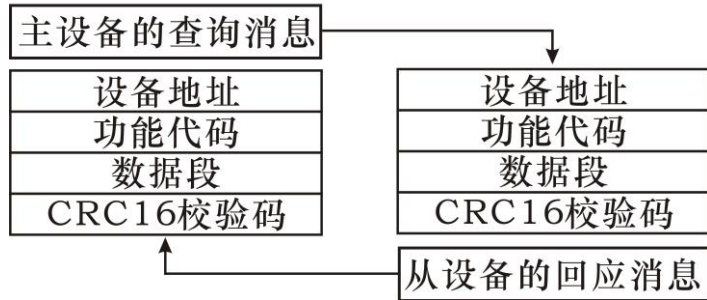 主设备的查询消息
设备地址
功能代码
数据段
CRC16校验码
设备地址
功能代码
数据段
CRC16校验码
从设备的回应消息